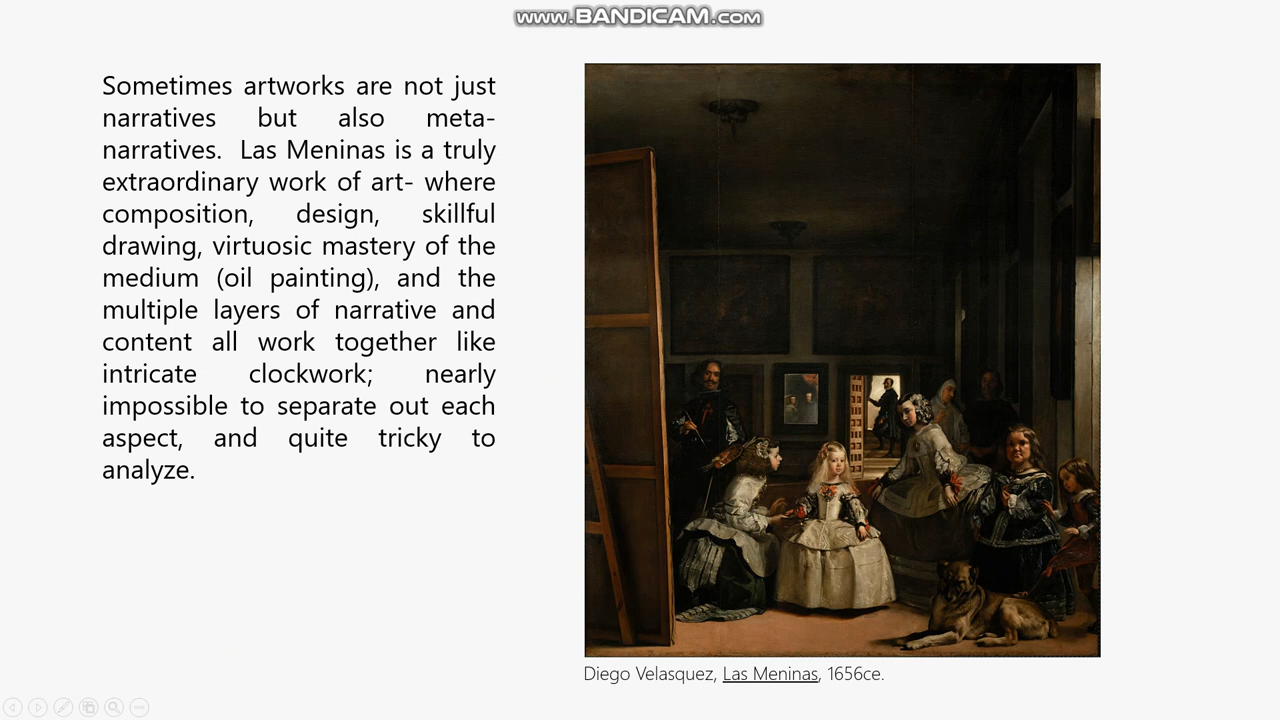 www.BANDICAM.com
Sometimes artworks are not just
narratives but also meta-
narratives. Las Meninas is a truly
extraordinary work of art- where
composition, design, skillful
drawing, virtuosic mastery of the
medium (oil painting), and the
multiple layers of narrative and
content all work together like
intricate clockwork; nearly
impossible to separate out each
aspect, and quite tricky to
analyze.
Diego Velasquez, Las Meninas, 1656ce.